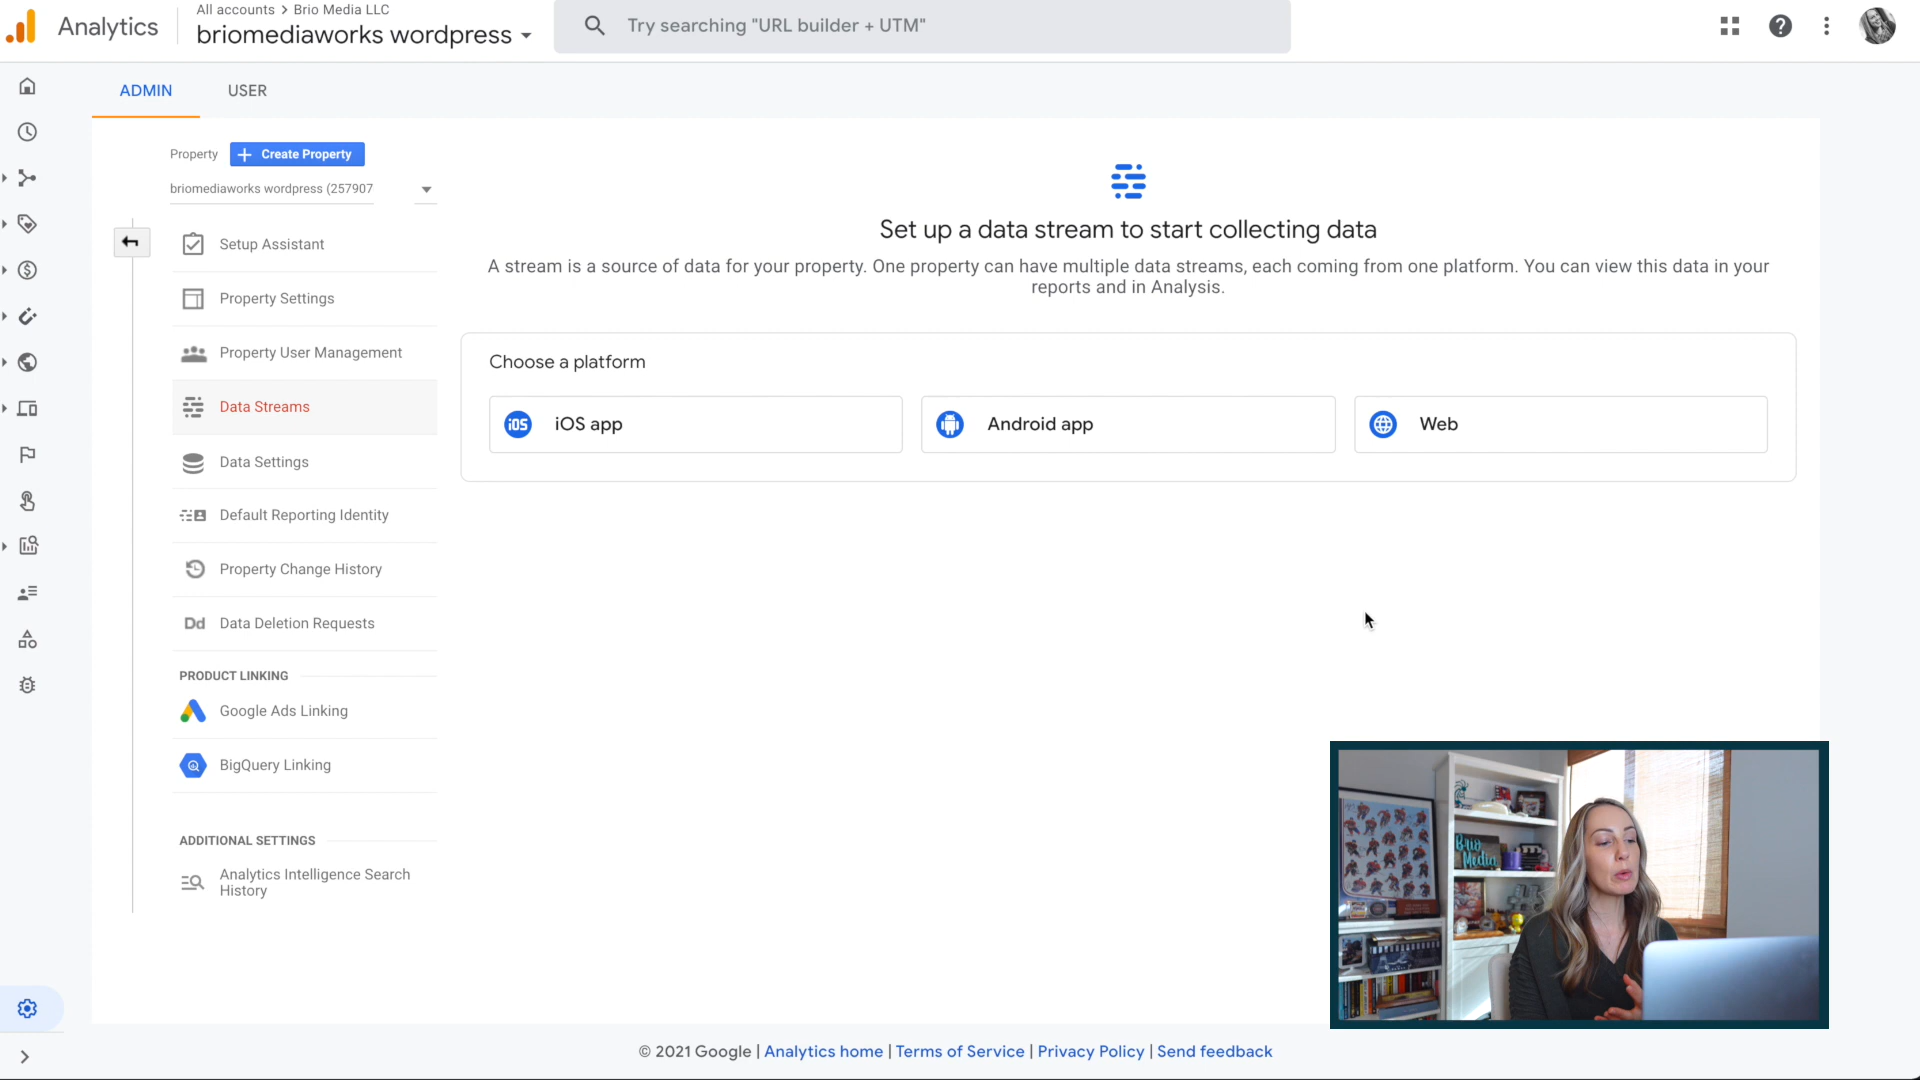 Analytics
All accounts > Brio Media LLC
briomediaworks wordpress
Try searching "URL builder + UTM"
ADMIN
USER
Property
Create Property
briomediaworks wordpress (257907
Setup Assistant
Property Settings
Property User Management
Data Streams
Data Settings
Default Reporting Identity
Property Change History
Dd Data Deletion Requests
PRODUCT LINKING
Google Ads Linking
BigQuery Linking
ADDITIONAL SETTINGS
Analytics Intelligence Search
History
Set up a data stream to start collecting data
A stream is a source of data for your property. One property can have multiple data streams, each coming from one platform. You can view this data in your
reports and in Analysis.
Choose a platform
iOS iOS app
Android app
Web
Brio
Media
© 2021 Google | Analytics home | Terms of Service | Privacy Policy | Send feedback